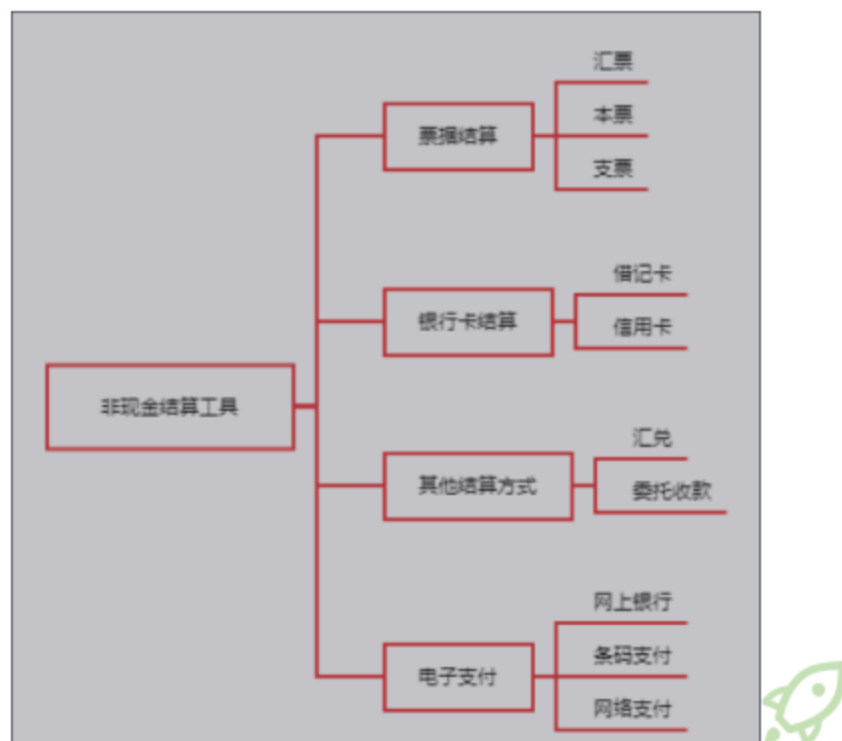 非现金结算工具
票据结算
汇票
本票
支票
银行卡结算
借记卡
信用卡
其他结算方式
汇兑
委托收款
电子支付
网上银行
条码支付
网络支付